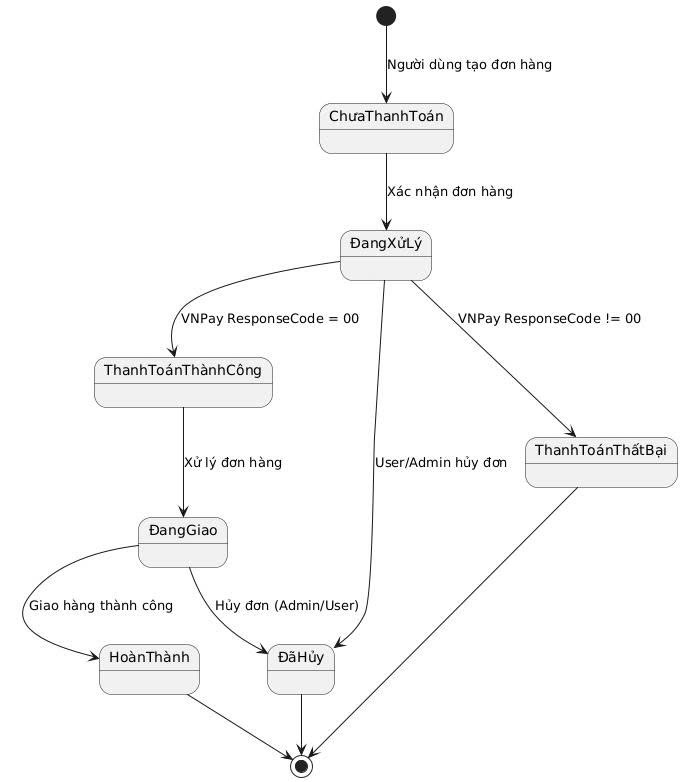 Người dùng tạo đơn hàng
ChưaThanhToán
Xác nhận đơn hàng
ĐangXửLý
VNPay ResponseCode = 00
VNPay ResponseCode != 00
ThanhToánThànhCông
ThanhToánThấtBại
Xử lý đơn hàng
User/Admin hủy đơn
ĐangGiao
Giao hàng thành công
Hủy đơn (Admin/User)
HoànThành
ĐãHủy